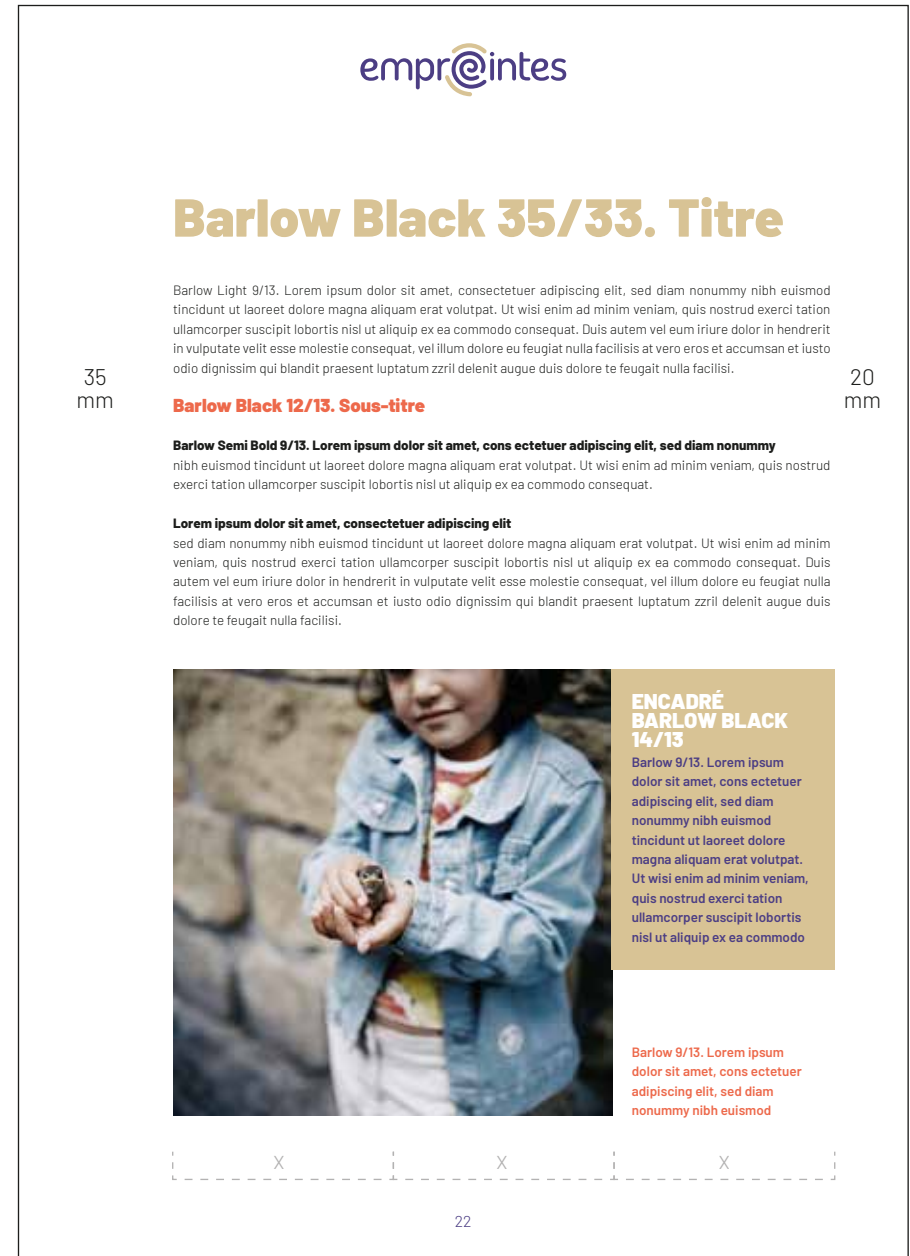 empreintes
Barlow Black 35/33. Titre
Barlow Light 9/13. Lorem ipsum dolor sit amet, consectetuer adipiscing elit, sed diam nonummy nibh euismod
tincidunt ut laoreet dolore magna aliquam erat volutpat. Ut wisi enim ad minim veniam, quis nostrud exerci tation
ullamcorper suscipit lobortis nisl ut aliquip ex ea commodo consequat. Duis autem vel eum iriure dolor in hendrerit
in vulputate velit esse molestie consequat, vel illum dolore eu feugiat nulla facilisis at vero eros et accumsan et iusto
odio dignissim qui blandit praesent luptatum zzril delenit augue duis dolore te feugait nulla facilisi.
35
mm
20
mm
Barlow Black 12/13. Sous-titre
Barlow Semi Bold 9/13. Lorem ipsum dolor sit amet, cons ectetuer adipiscing elit, sed diam nonummy
nibh euismod tincidunt ut laoreet dolore magna aliquam erat volutpat. Ut wisi enim ad minim veniam, quis nostrud
exerci tation ullamcorper suscipit lobortis nisl ut aliquip ex ea commodo consequat.
Lorem ipsum dolor sit amet, consectetuer adipiscing elit
sed diam nonummy nibh euismod tincidunt ut laoreet dolore magna aliquam erat volutpat. Ut wisi enim ad minim
veniam, quis nostrud exerci tation ullamcorper suscipit lobortis nisl ut aliquip ex ea commodo consequat. Duis
autem vel eum iriure dolor in hendrerit in vulputate velit esse molestie consequat, vel illum dolore eu feugiat nulla
facilisis at vero eros et accumsan et iusto odio dignissim qui blandit praesent luptatum zzril delenit augue duis
dolore te feugait nulla facilisi.
ENCADRÉ
BARLOW BLACK
14/13
Barlow 9/13. Lorem ipsum
dolor sit amet, cons ectetuer
adipiscing elit, sed diam
nonummy nibh euismod
tincidunt ut laoreet dolore
magna aliquam erat volutpat.
Ut wisi enim ad minim veniam,
quis nostrud exerci tation
ullamcorper suscipit lobortis
nisl ut aliquip ex ea commodo
Barlow 9/13. Lorem ipsum
dolor sit amet, cons ectetuer
adipiscing elit, sed diam
nonummy nibh euismod
X X X
22